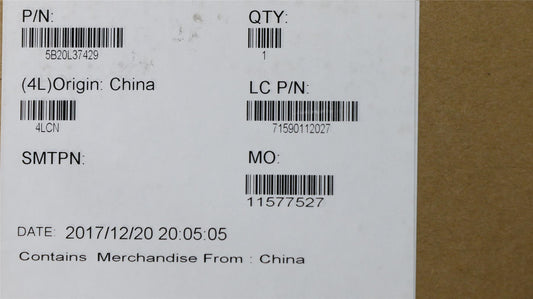 P/N: QTY:
5B20L37429 1
(4L)Origin: China LC P/N:
4LCN 71590112027
SMTPN: MO:
11577527
DATE: 2017/12/20 20:05:05
Contains Merchandise From : China